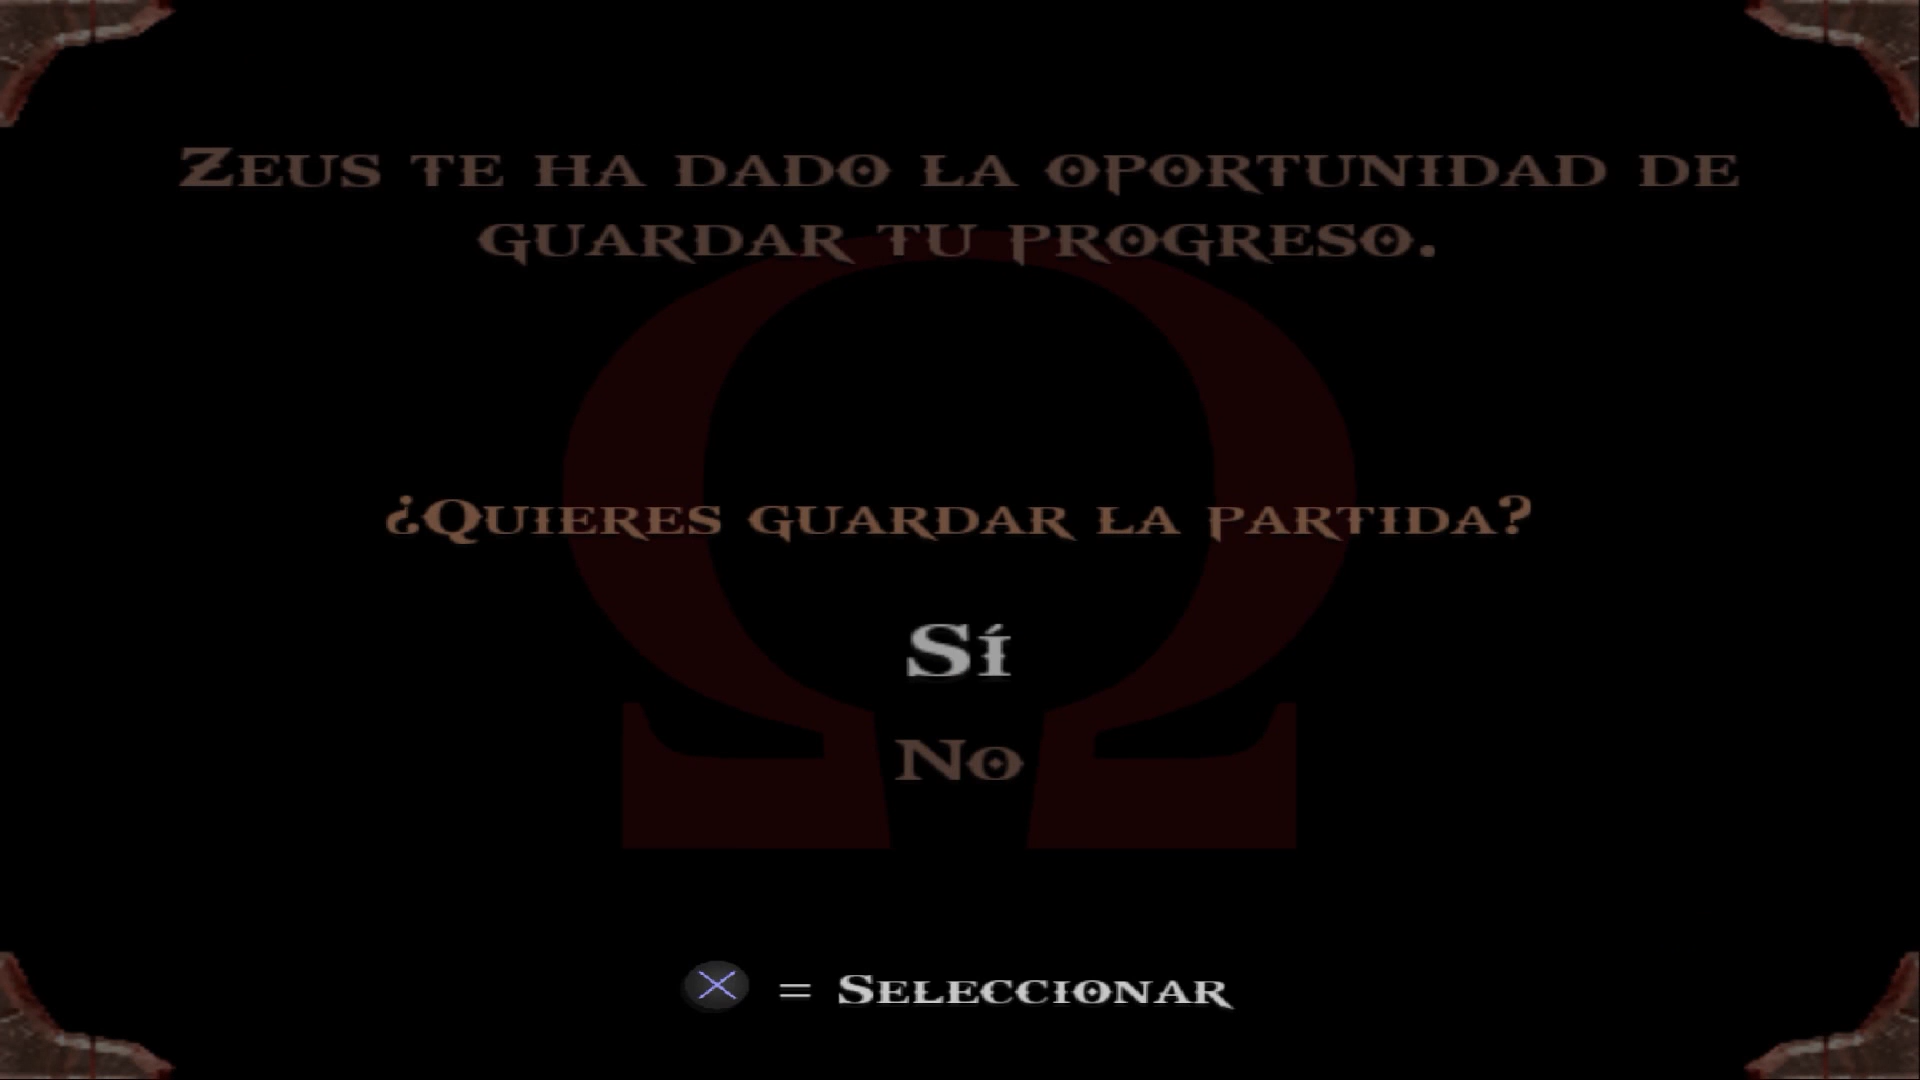 Zeus te ha dado la oportunidad de
guardar tu progreso.
¿Quieres guardar la partida?
Sí
No
= Seleccionar